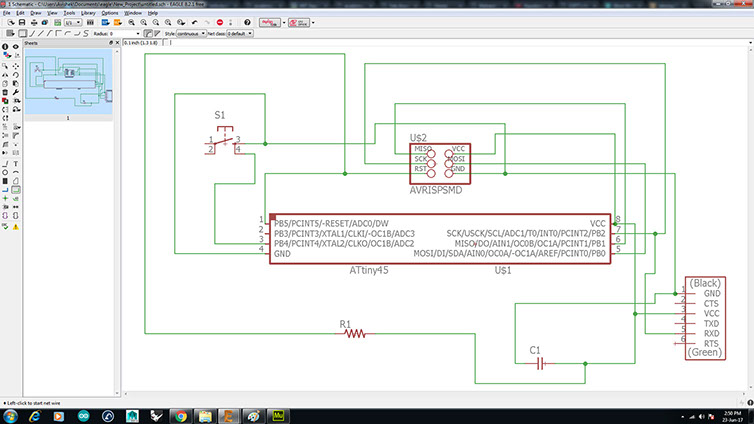 1 Schematic - C:\Users\Avishek\Documents\eagle\New_Project\untitled.sch - EAGLE 8.2.1 free
File Edit Draw View Tools Library Options Window Help
1/1
Radius: 0
Style: continuous
Net class: 0 default
Sheets
0.1 inch (1.3 1.8)
1
S1
1 3
2 4
U$2
MISO VCC
SCK MOSI
RST GND
AVRISPSMD
1 PB5/PCINT5/-RESET/ADC0/DW VCC 8
2 PB3/PCINT3/XTAL1/CLKI/-OC1B/ADC3 SCK/USCK/SCL/ADC1/T0/INT0/PCINT2/PB2 7
3 PB4/PCINT4/XTAL2/CLKO/OC1B/ADC2 MISO/DO/AIN1/OC0B/OC1A/PCINT1/PB1 6
4 GND MOSI/DI/SDA/AIN0/OC0A/-OC1A/AREF/PCINT0/PB0 5
ATtiny45 U$1
(Black)
1 GND
2 CTS
3 VCC
4 TXD
5 RXD
6 RTS
(Green)
R1
C1
Left-click to start net wire
2:50 PM
23-Jun-17